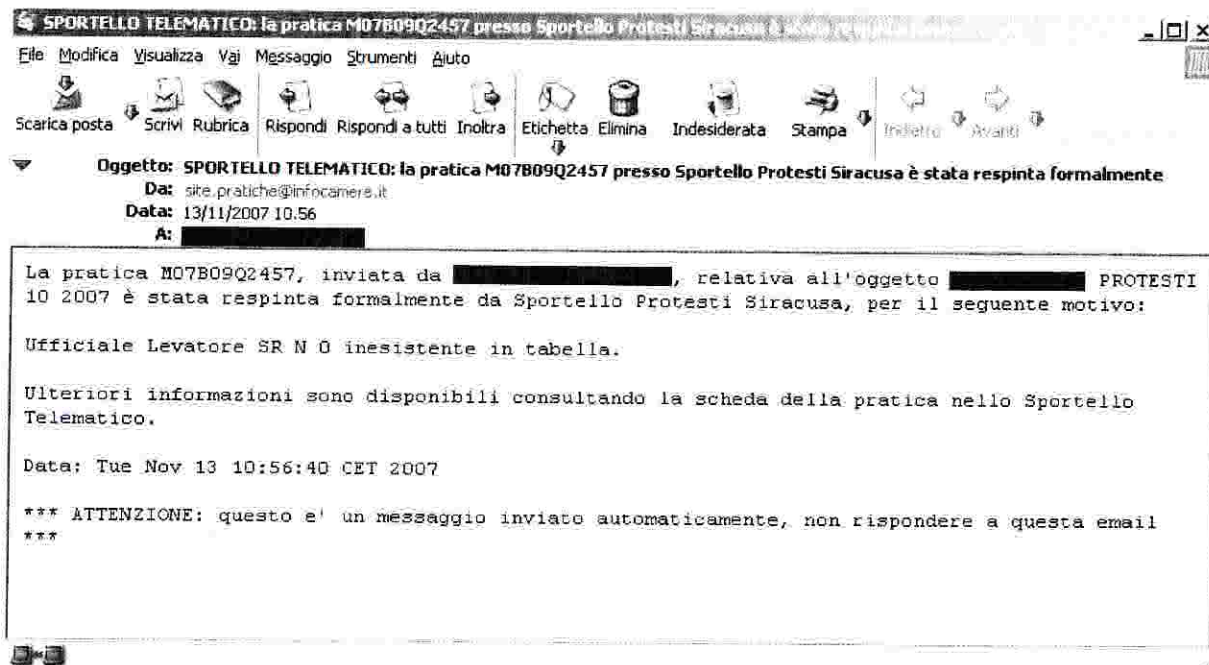 SPORTELLO TELEMATICO: la pratica M07B09Q2457 presso Sportello Protesti Siracusa è stata
File Modifica Visualizza Vai Messaggio Strumenti Aiuto
Scarica posta Scrivi Rubrica Rispondi Rispondi a tutti Inoltra Etichetta Elimina Indesiderata Stampa Indietro Avanti
Oggetto: SPORTELLO TELEMATICO: la pratica M07B09Q2457 presso Sportello Protesti Siracusa è stata respinta formalmente
Da: site.pratiche@infocamere.it
Data: 13/11/2007 10.56
A:
La pratica M07B09Q2457, inviata da , relativa all'oggetto PROTESTI
10 2007 è stata respinta formalmente da Sportello Protesti Siracusa, per il seguente motivo:
Ufficiale Levatore SR N 0 inesistente in tabella.
Ulteriori informazioni sono disponibili consultando la scheda della pratica nello Sportello
Telematico.
Data: Tue Nov 13 10:56:40 CET 2007
*** ATTENZIONE: questo e' un messaggio inviato automaticamente, non rispondere a questa email
***